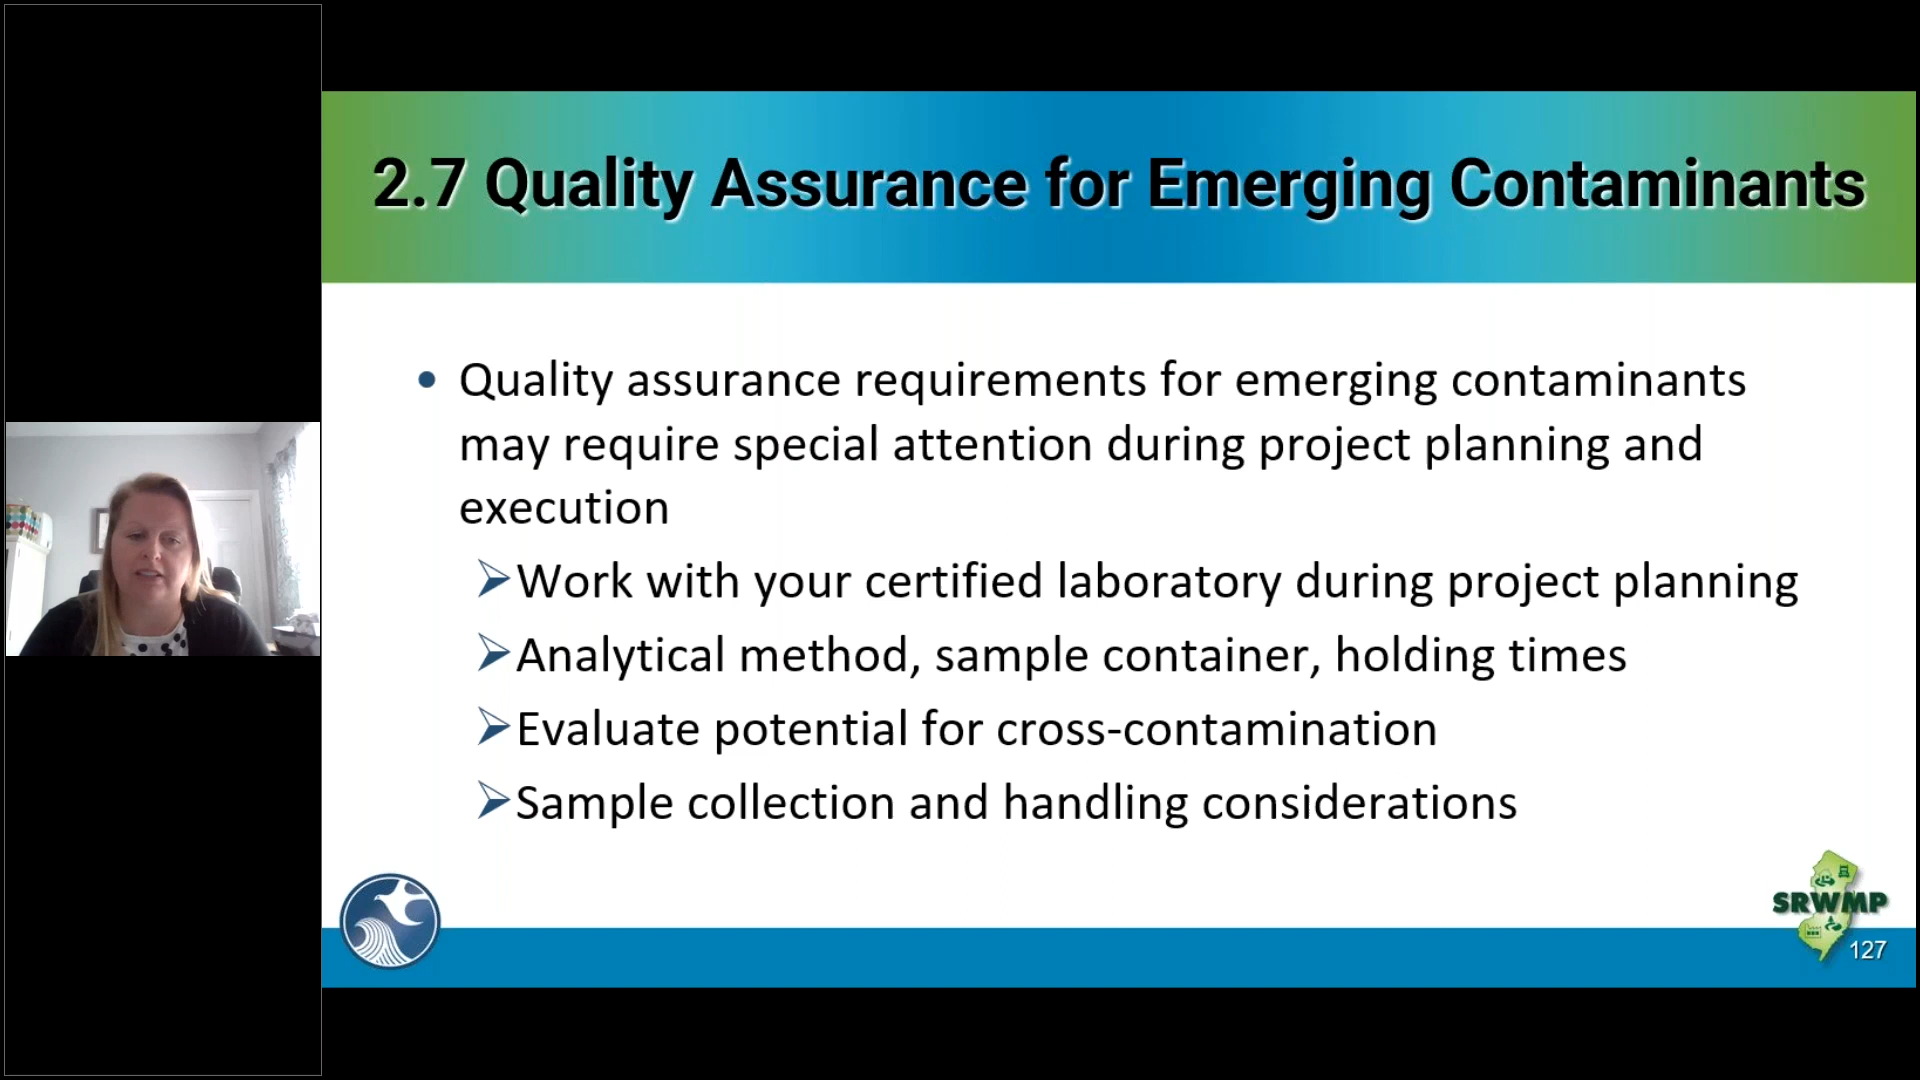 2.7 Quality Assurance for Emerging Contaminants
• Quality assurance requirements for emerging contaminants
may require special attention during project planning and
execution
➢Work with your certified laboratory during project planning
➢Analytical method, sample container, holding times
➢Evaluate potential for cross-contamination
➢Sample collection and handling considerations
SRWMP
127